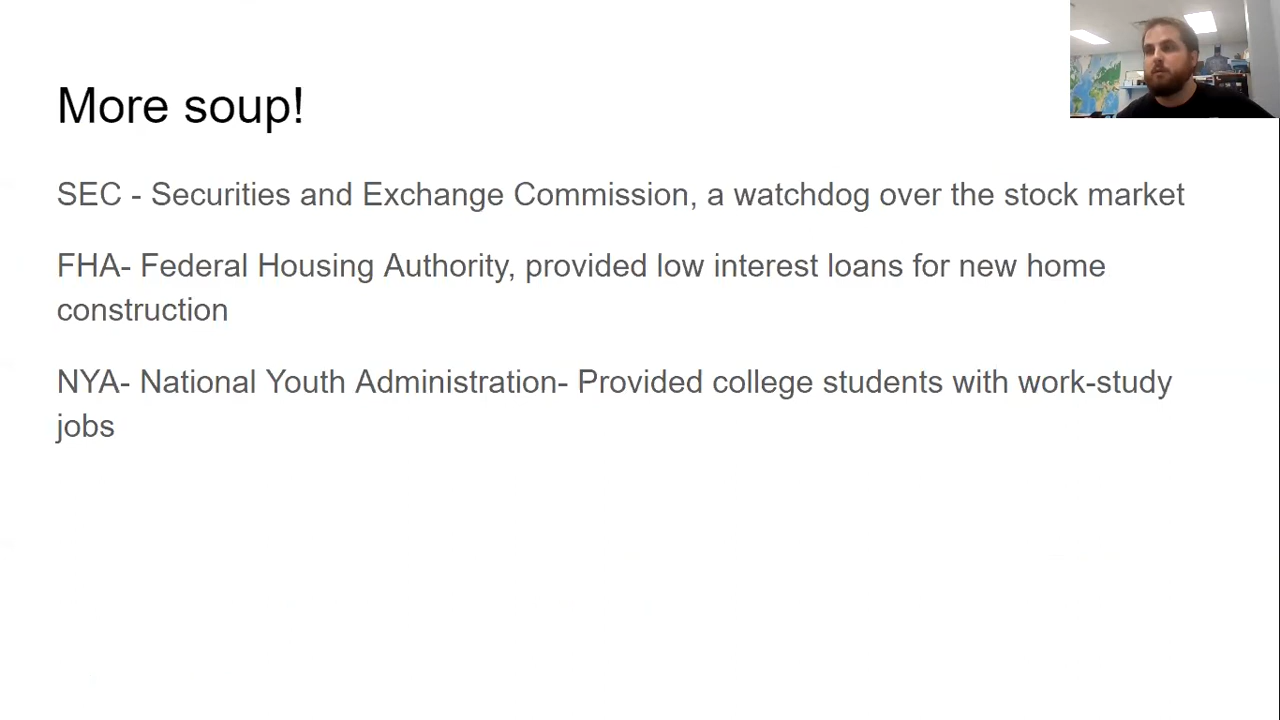 More soup!
SEC - Securities and Exchange Commission, a watchdog over the stock market
FHA- Federal Housing Authority, provided low interest loans for new home
construction
NYA- National Youth Administration- Provided college students with work-study
jobs